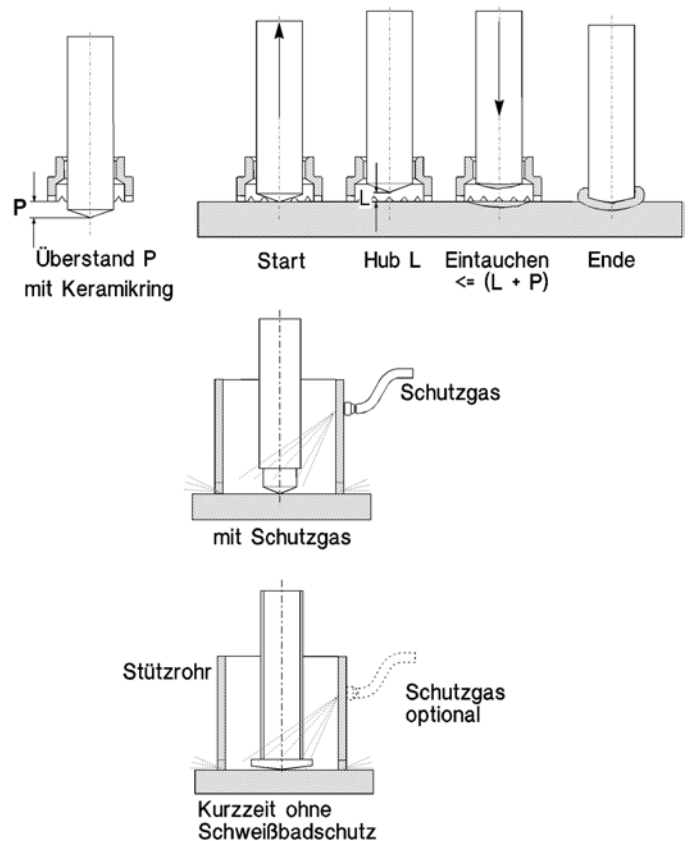 P
L
Überstand P
mit Keramikring
Start
Hub L
Eintauchen
<= (L + P)
Ende
Schutzgas
mit Schutzgas
Stützrohr
Schutzgas
optional
Kurzzeit ohne
Schweißbadschutz